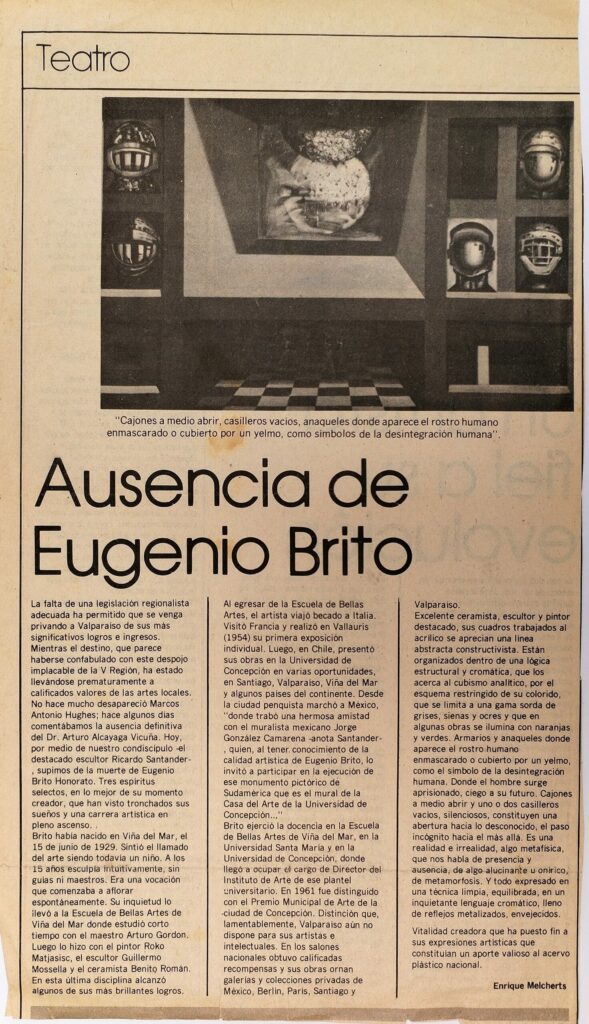 Teatro
"Cajones a medio abrir, casilleros vacíos, anaqueles donde aparece el rostro humano
enmascarado o cubierto por un yelmo, como símbolos de la desintegración humana".
Ausencia de
Eugenio Brito
La falta de una legislación regionalista
adecuada ha permitido que se venga
privando a Valparaíso de sus más
significativos logros e ingresos.
Mientras el destino, que parece
haberse confabulado con este despojo
implacable de la V Región, ha estado
llevándose prematuramente a
calificados valores de las artes locales.
No hace mucho desapareció Marcos
Antonio Hughes; hace algunos días
comentábamos la ausencia definitiva
del Dr. Arturo Alcayaga Vicuña. Hoy,
por medio de nuestro condiscípulo -el
destacado escultor Ricardo Santander-
, supimos de la muerte de Eugenio
Brito Honorato. Tres espíritus
selectos, en lo mejor de su momento
creador, que han visto tronchados sus
sueños y una carrera artística en
pleno ascenso.
Brito había nacido en Viña del Mar, el
15 de junio de 1929. Sintió el llamado
del arte siendo todavía un niño. A los
15 años esculpía intuitivamente, sin
guías ni maestros. Era una vocación
que comenzaba a aflorar
espontáneamente. Su inquietud lo
llevó a la Escuela de Bellas Artes de
Viña del Mar donde estudió corto
tiempo con el maestro Arturo Gordon.
Luego lo hizo con el pintor Roko
Matjasisc, el escultor Guillermo
Mossella y el ceramista Benito Román.
En esta última disciplina alcanzó
algunos de sus más brillantes logros.
Al egresar de la Escuela de Bellas
Artes, el artista viajó becado a Italia.
Visitó Francia y realizó en Vallauris
(1954) su primera exposición
individual. Luego, en Chile, presentó
sus obras en la Universidad de
Concepción en varias oportunidades,
en Santiago, Valparaíso, Viña del Mar
y algunos países del continente. Desde
la ciudad penquista marchó a México,
"donde trabó una hermosa amistad
con el muralista mexicano Jorge
González Camarena -anota Santander-
, quien, al tener conocimiento de la
calidad artística de Eugenio Brito, lo
invitó a participar en la ejecución de
ese monumento pictórico de
Sudamérica que es el mural de la
Casa del Arte de la Universidad de
Concepción..."
Brito ejerció la docencia en la Escuela
de Bellas Artes de Viña del Mar, en la
Universidad Santa María y en la
Universidad de Concepción, donde
llegó a ocupar el cargo de Director del
Instituto de Arte de ese plantel
universitario. En 1961 fue distinguido
con el Premio Municipal de Arte de la
ciudad de Concepción. Distinción que,
lamentablemente, Valparaíso aún no
dispone para sus artistas e
intelectuales. En los salones
nacionales obtuvo calificadas
recompensas y sus obras ornan
galerías y colecciones privadas de
México, Berlín, París, Santiago y
Valparaíso.
Excelente ceramista, escultor y pintor
destacado, sus cuadros trabajados al
acrílico se aprecian una línea
abstracta constructivista. Están
organizados dentro de una lógica
estructural y cromática, que los
acerca al cubismo analítico, por el
esquema restringido de su colorido,
que se limita a una gama sorda de
grises, sienas y ocres y que en
algunas obras se ilumina con naranjas
y verdes. Armarios y anaqueles donde
aparece el rostro humano
enmascarado o cubierto por un yelmo,
como el símbolo de la desintegración
humana. Donde el hombre surge
aprisionado, ciego a su futuro. Cajones
a medio abrir y uno o dos casilleros
vacíos, silenciosos, constituyen una
abertura hacia lo desconocido, el paso
incógnito hacia el más allá. Es una
realidad e irrealidad, algo metafísica,
que nos habla de presencia y
ausencia, de algo alucinante u onírico,
de metamorfosis. Y todo expresado en
una técnica limpia, equilibrada, en un
inquietante lenguaje cromático, lleno
de reflejos metalizados, envejecidos.
Vitalidad creadora que ha puesto fin a
sus expresiones artísticas que
constituían un aporte valioso al acervo
plástico nacional.
Enrique Melcherts